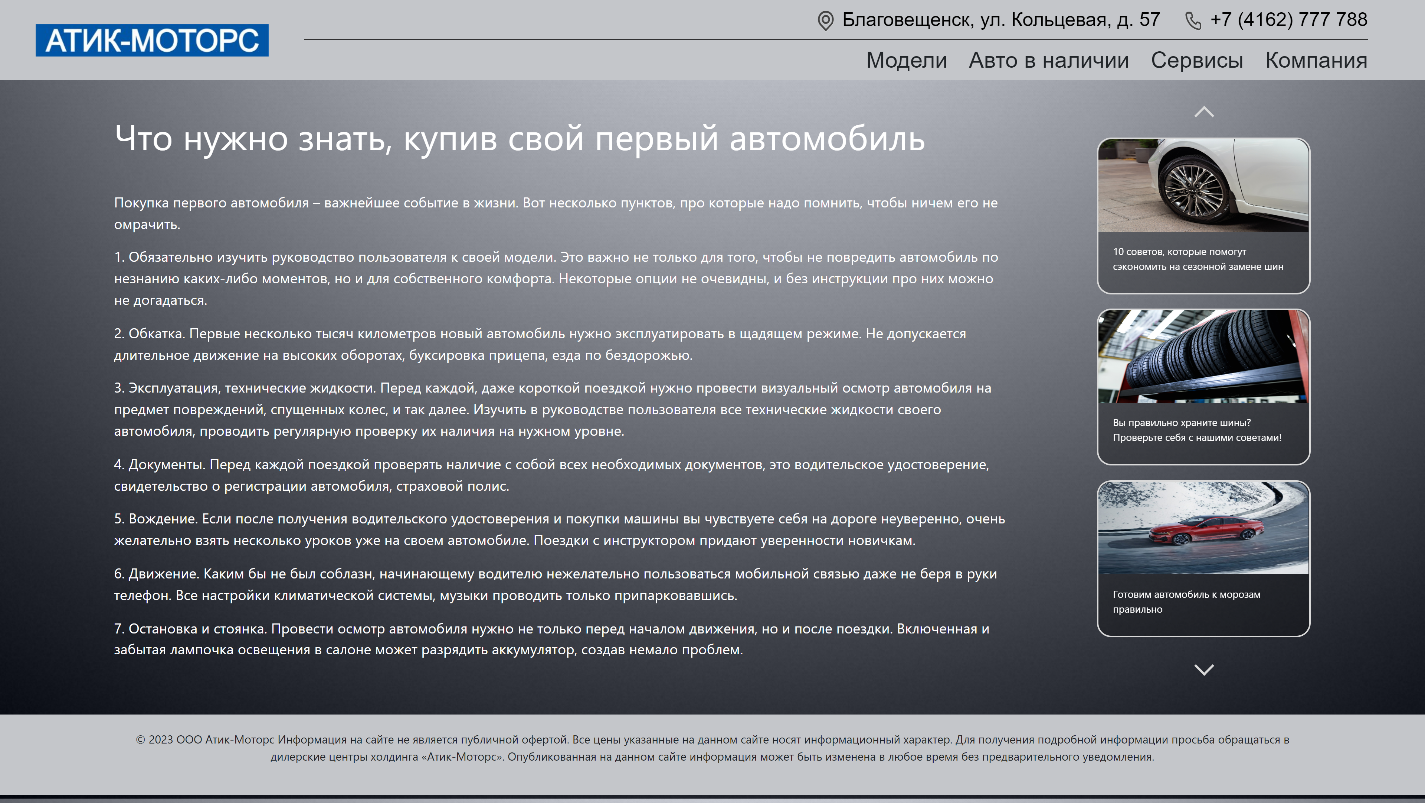 АТИК-МОТОРС
Благовещенск, ул. Кольцевая, д. 57
+7 (4162) 777 788
Модели Авто в наличии Сервисы Компания
Что нужно знать, купив свой первый автомобиль
Покупка первого автомобиля – важнейшее событие в жизни. Вот несколько пунктов, про которые надо помнить, чтобы ничем его не
омрачить.
1. Обязательно изучить руководство пользователя к своей модели. Это важно не только для того, чтобы не повредить автомобиль по
незнанию каких-либо моментов, но и для собственного комфорта. Некоторые опции не очевидны, и без инструкции про них можно
не догадаться.
2. Обкатка. Первые несколько тысяч километров новый автомобиль нужно эксплуатировать в щадящем режиме. Не допускается
длительное движение на высоких оборотах, буксировка прицепа, езда по бездорожью.
3. Эксплуатация, технические жидкости. Перед каждой, даже короткой поездкой нужно провести визуальный осмотр автомобиля на
предмет повреждений, спущенных колес, и так далее. Изучить в руководстве пользователя все технические жидкости своего
автомобиля, проводить регулярную проверку их наличия на нужном уровне.
4. Документы. Перед каждой поездкой проверять наличие с собой всех необходимых документов, это водительское удостоверение,
свидетельство о регистрации автомобиля, страховой полис.
5. Вождение. Если после получения водительского удостоверения и покупки машины вы чувствуете себя на дороге неуверенно, очень
желательно взять несколько уроков уже на своем автомобиле. Поездки с инструктором придают уверенности новичкам.
6. Движение. Каким бы не был соблазн, начинающему водителю нежелательно пользоваться мобильной связью даже не беря в руки
телефон. Все настройки климатической системы, музыки проводить только припарковавшись.
7. Остановка и стоянка. Провести осмотр автомобиля нужно не только перед началом движения, но и после поездки. Включенная и
забытая лампочка освещения в салоне может разрядить аккумулятор, создав немало проблем.
10 советов, которые помогут
сэкономить на сезонной замене шин
Вы правильно храните шины?
Проверьте себя с нашими советами!
Готовим автомобиль к морозам
правильно
© 2023 ООО Атик-Моторс Информация на сайте не является публичной офертой. Все цены указанные на данном сайте носят информационный характер. Для получения подробной информации просьба обращаться в
дилерские центры холдинга «Атик-Моторс». Опубликованная на данном сайте информация может быть изменена в любое время без предварительного уведомления.